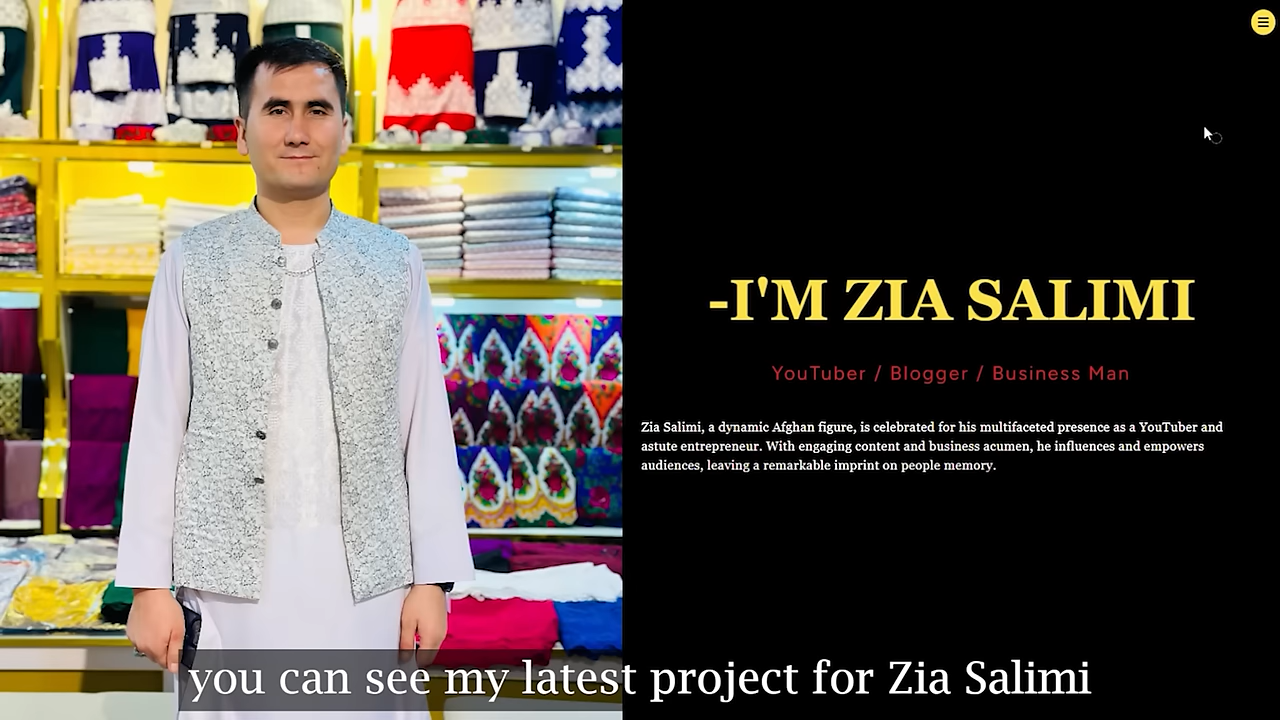 -I'M ZIA SALIMI
YouTuber / Blogger / Business Man
Zia Salimi, a dynamic Afghan figure, is celebrated for his multifaceted presence as a YouTuber and
astute entrepreneur. With engaging content and business acumen, he influences and empowers
audiences, leaving a remarkable imprint on people memory.
you can see my latest project for Zia Salimi